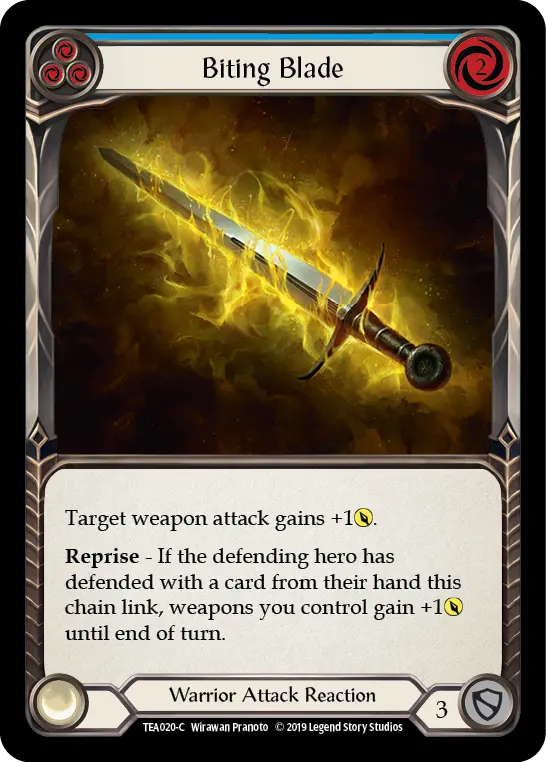 Biting Blade
2
Target weapon attack gains +1.
Reprise - If the defending hero has
defended with a card from their hand this
chain link, weapons you control gain +1
until end of turn.
Warrior Attack Reaction
3
TEA020-C Wirawan Pranoto © 2019 Legend Story Studios